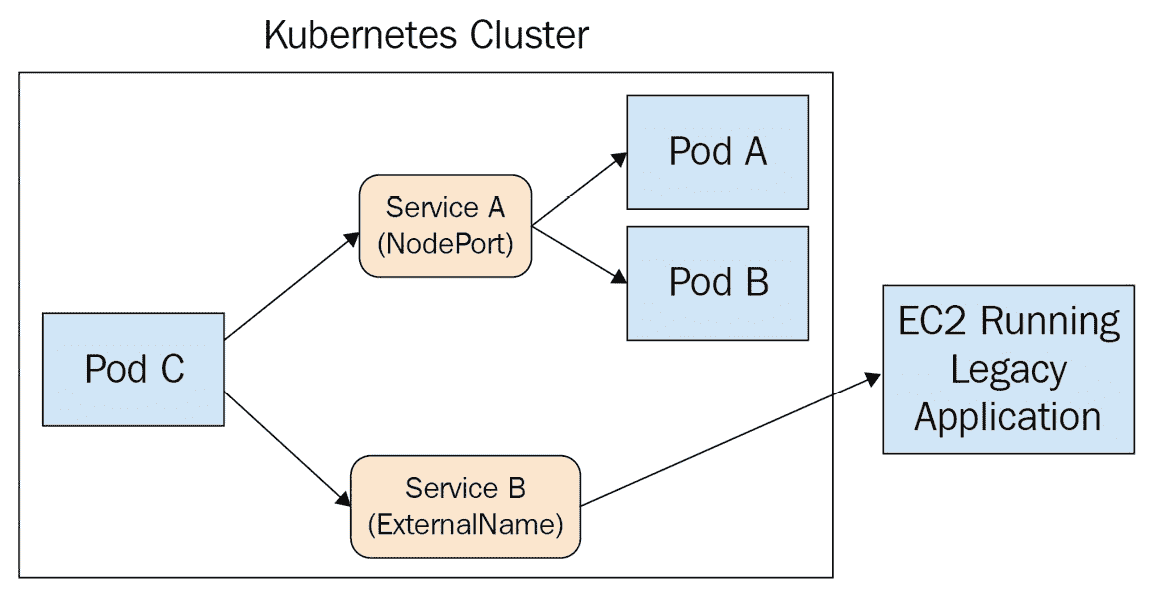 Kubernetes Cluster
Pod A
Service A
(NodePort)
Pod B
Pod C
EC2 Running
Legacy
Application
Service B
(ExternalName)